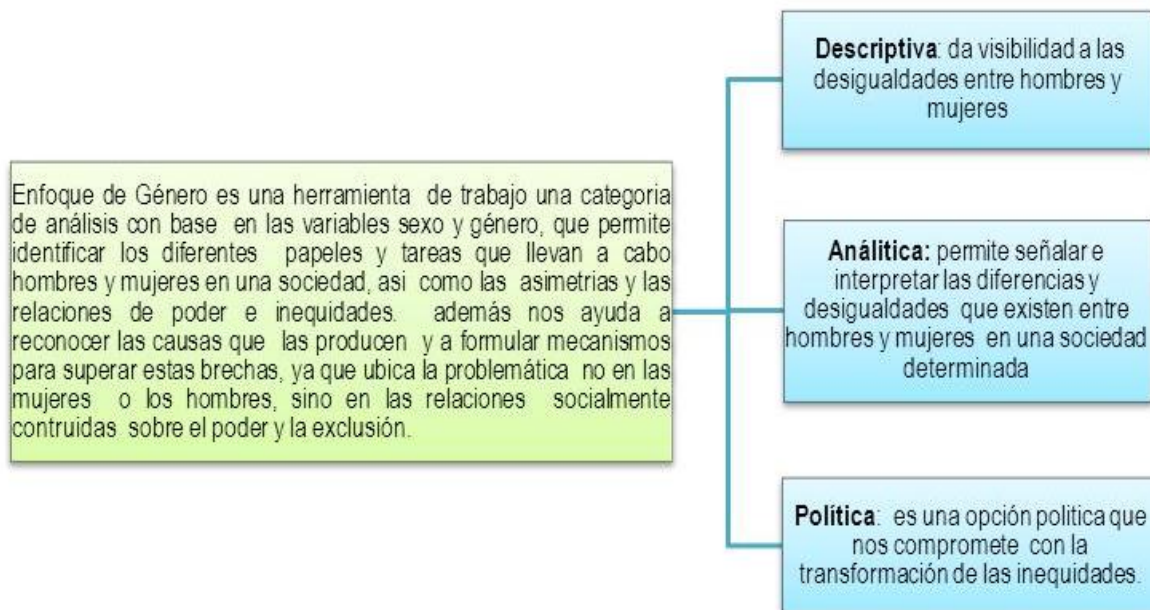 Enfoque de Género es una herramienta de trabajo una categoria
de análisis con base en las variables sexo y género, que permite
identificar los diferentes papeles y tareas que llevan a cabo
hombres y mujeres en una sociedad, asi como las asimetrias y las
relaciones de poder e inequidades. además nos ayuda a
reconocer las causas que las producen y a formular mecanismos
para superar estas brechas, ya que ubica la problemática no en las
mujeres o los hombres, sino en las relaciones socialmente
contruidas sobre el poder y la exclusión.
Descriptiva: da visibilidad a las
desigualdades entre hombres y
mujeres
Análitica: permite señalar e
interpretar las diferencias y
desigualdades que existen entre
hombres y mujeres en una sociedad
determinada
Política: es una opción politica que
nos compromete con la
transformación de las inequidades.